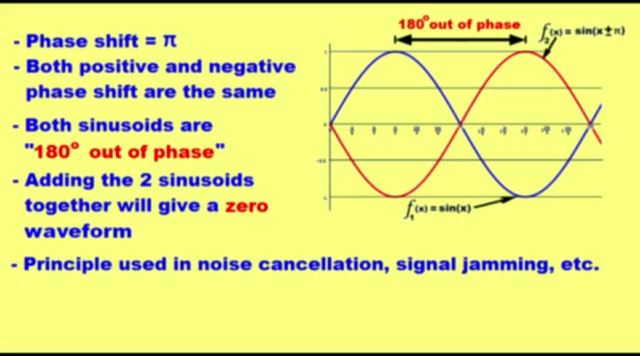 - Phase shift = π
- Both positive and negative
phase shift are the same
- Both sinusoids are
"180° out of phase"
- Adding the 2 sinusoids
together will give a zero
waveform
- Principle used in noise cancellation, signal jamming, etc.
180° out of phase
f₂(x) = sin(x ± π)
f₁(x) = sin(x)